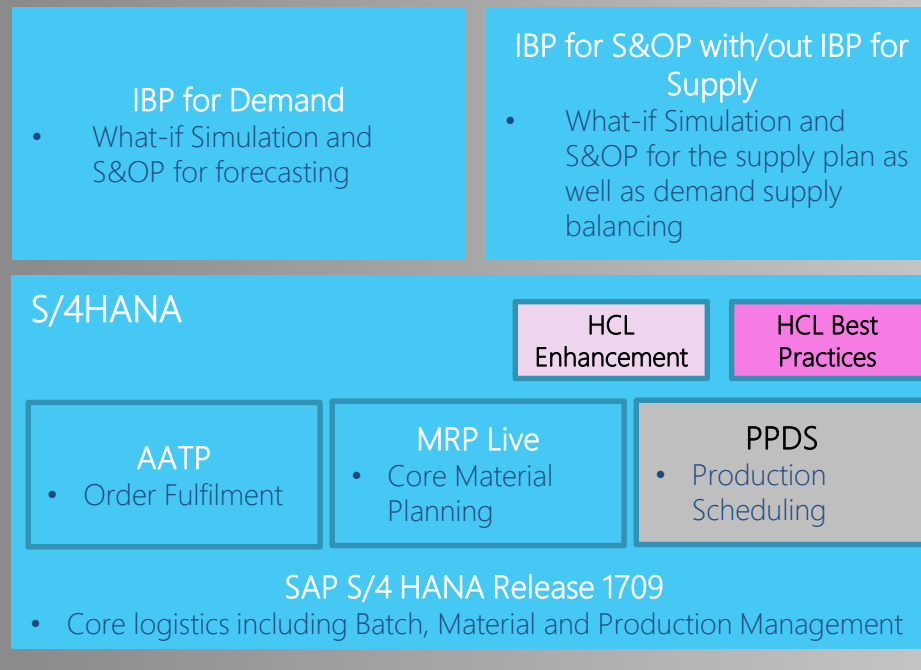 IBP for Demand
• What-if Simulation and
S&OP for forecasting
IBP for S&OP with/out IBP for
Supply
• What-if Simulation and
S&OP for the supply plan as
well as demand supply
balancing
S/4HANA
HCL
Enhancement
HCL Best
Practices
AATP
• Order Fulfilment
MRP Live
• Core Material
Planning
PPDS
• Production
Scheduling
SAP S/4 HANA Release 1709
• Core logistics including Batch, Material and Production Management